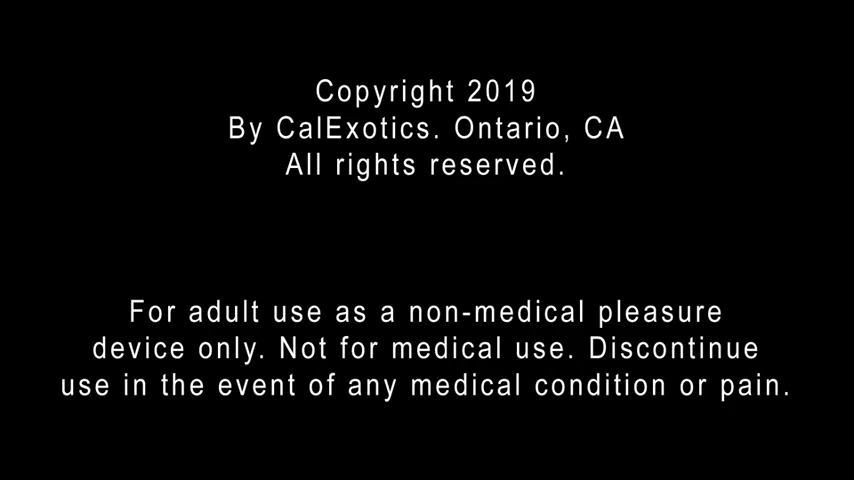 Copyright 2019
By CalExotics. Ontario, CA
All rights reserved.
For adult use as a non-medical pleasure
device only. Not for medical use. Discontinue
use in the event of any medical condition or pain.